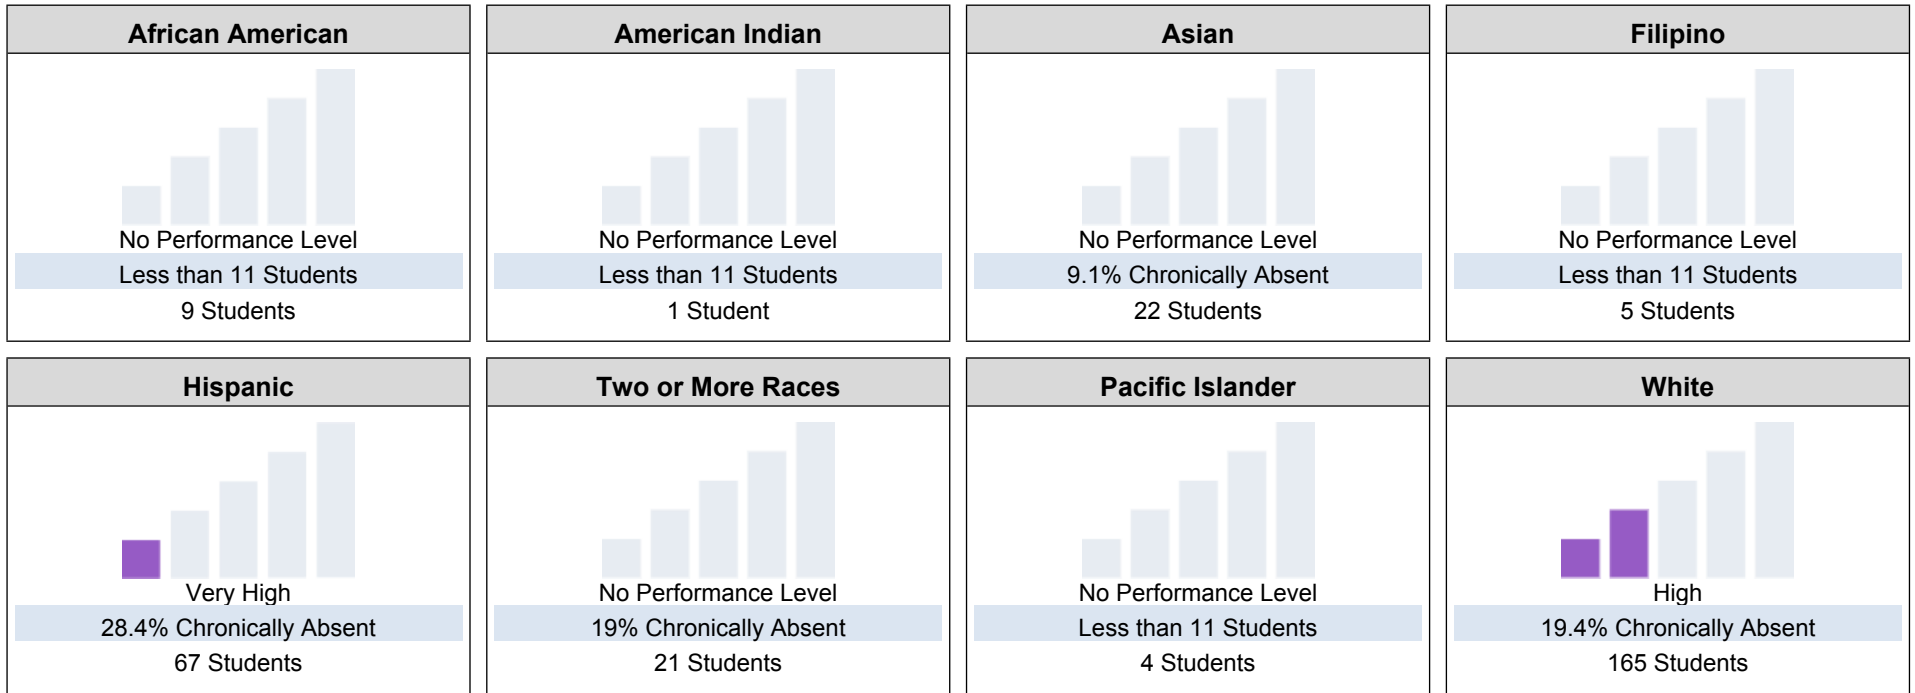 African American
No Performance Level
Less than 11 Students
9 Students
American Indian
No Performance Level
Less than 11 Students
1 Student
Asian
No Performance Level
9.1% Chronically Absent
22 Students
Filipino
No Performance Level
Less than 11 Students
5 Students
Hispanic
Very High
28.4% Chronically Absent
67 Students
Two or More Races
No Performance Level
19% Chronically Absent
21 Students
Pacific Islander
No Performance Level
Less than 11 Students
4 Students
White
High
19.4% Chronically Absent
165 Students